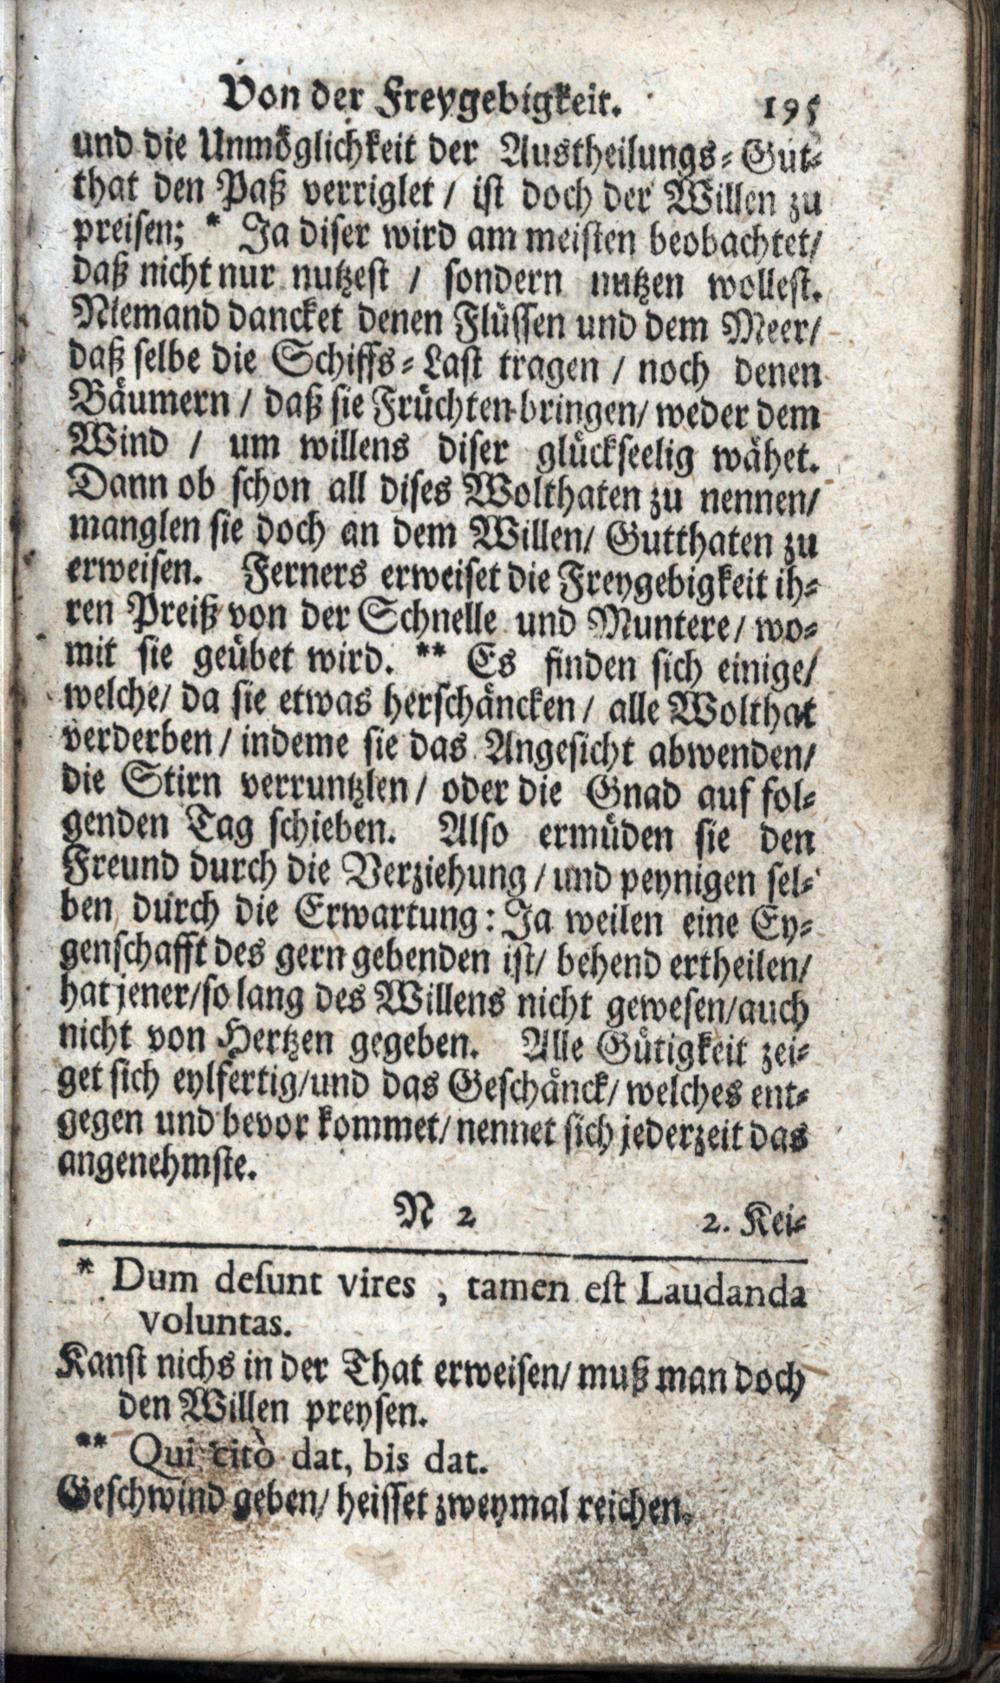 Von der Freygebigkeit. 195
und die Unmöglichkeit der Austheilungs-Gut-
that den Paß verriglet / ist doch der Willen zu
preisen; * Ja diser wird am meisten beobachtet/
daß nicht nur nutzest / sondern nutzen wollest.
Niemand dancket denen Flüssen und dem Meer/
daß selbe die Schiffs-Last tragen / noch denen
Bäumern / daß sie Früchten bringen/ weder dem
Wind / um willens diser glückseelig wähet.
Dann ob schon all dises Wolthaten zu nennen/
manglen sie doch an dem Willen/ Gutthaten zu
erweisen. Ferners erweiset die Freygebigkeit ih-
ren Preiß von der Schnelle und Muntere/ wo-
mit sie geübet wird. ** Es finden sich einige/
welche/ da sie etwas herschäncken / alle Wolthat
verderben / indeme sie das Angesicht abwenden/
die Stirn verruntzlen / oder die Gnad auf fol-
genden Tag schieben. Also ermüden sie den
Freund durch die Verziehung / und peynigen sel-
ben durch die Erwartung: Ja weilen eine Ey-
genschafft des gern gebenden ist/ behend ertheilen/
hat jener/so lang des Willens nicht gewesen/auch
nicht von Hertzen gegeben. Alle Gütigkeit zei-
get sich eylfertig/und das Geschänck/ welches ent-
gegen und bevor kommet/ nennet sich jederzeit das
angenehmste.
N 2 2. Kei-
* Dum desunt vires , tamen est Laudanda
voluntas.
Kanst nichs in der That erweisen/ muß man doch
den Willen preysen.
** Qui citò dat, bis dat.
Geschwind geben/ heisset zweymal reichen.